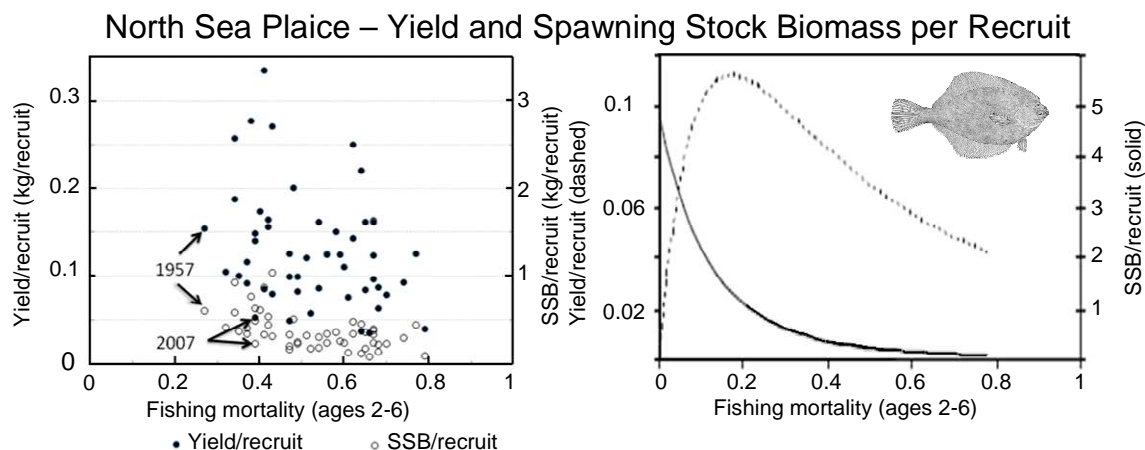 North Sea Plaice – Yield and Spawning Stock Biomass per Recruit
Yield/recruit (kg/recruit)
0.3
0.2
0.1
0
3
2
1
SSB/recruit (kg/recruit)
1957
2007
0 0.2 0.4 0.6 0.8 1
Fishing mortality (ages 2-6)
Yield/recruit SSB/recruit
Yield/recruit (dashed)
0.1
0.06
0.02
5
4
3
2
1
SSB/recruit (solid)
0 0.2 0.4 0.6 0.8 1
Fishing mortality (ages 2-6)